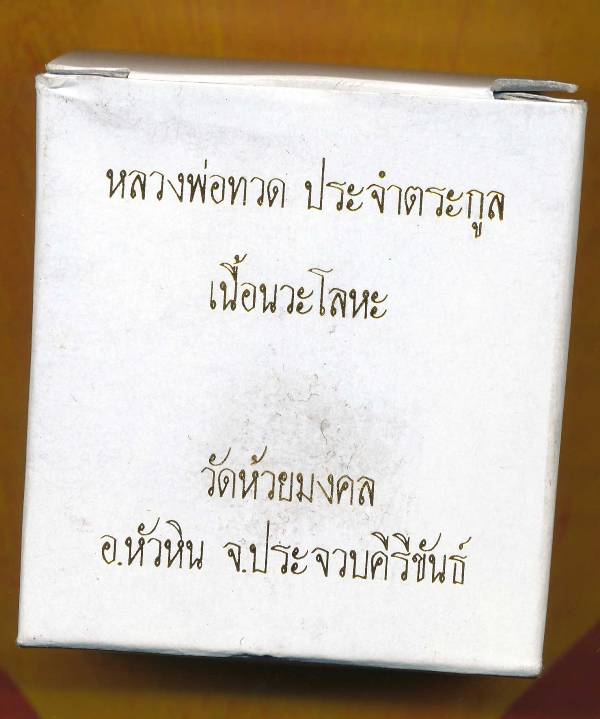 หลวงพ่อทวด ประจำตระกูล
เนื้อนวะโลหะ
วัดห้วยมงคล
อ.หัวหิน จ.ประจวบคีรีขันธ์